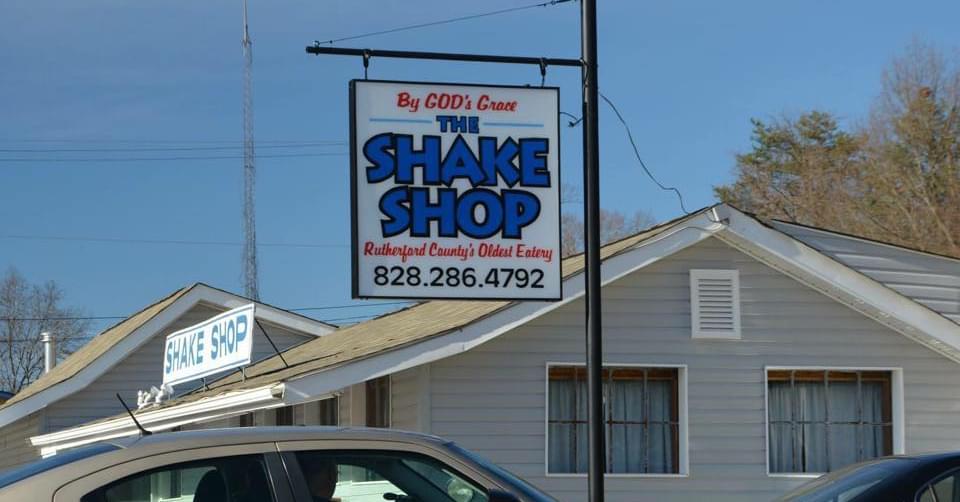 By GOD's Grace
THE
SHAKE
SHOP
Rutherford County's Oldest Eatery
828.286.4792
SHAKE SHOP